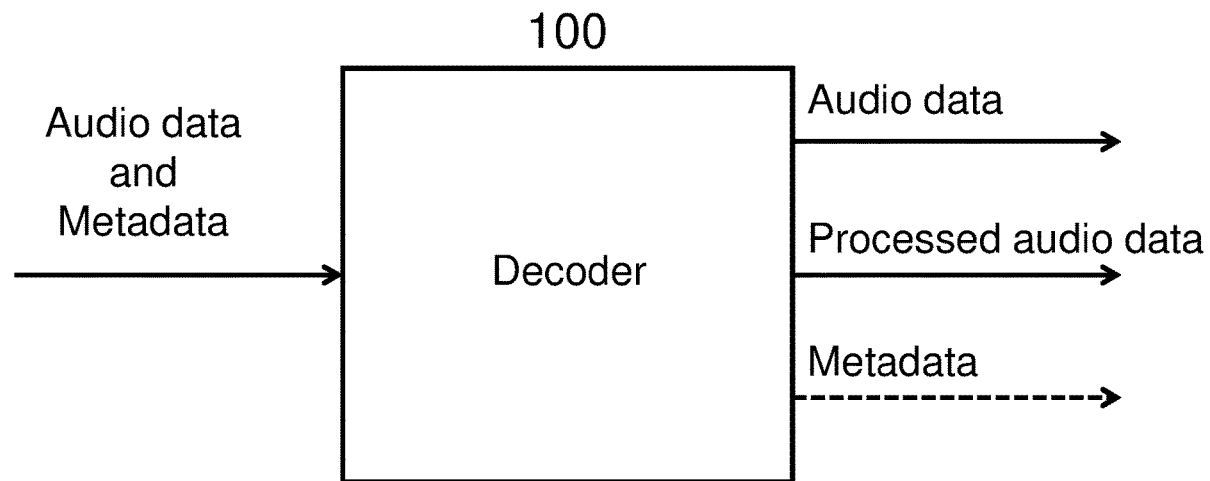 100
Audio data
and
Metadata
Decoder
Audio data
Processed audio data
Metadata